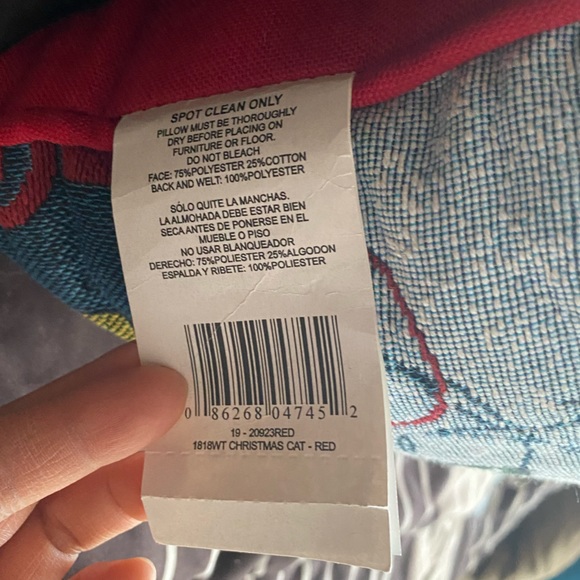 SPOT CLEAN ONLY
PILLOW MUST BE THOROUGHLY
DRY BEFORE PLACING ON
FURNITURE OR FLOOR.
DO NOT BLEACH
FACE: 75%POLYESTER 25%COTTON
BACK AND WELT: 100%POLYESTER
SÓLO QUITE LA MANCHAS.
LA ALMOHADA DEBE ESTAR BIEN
SECA ANTES DE PONERSE EN EL
MUEBLE O PISO
NO USAR BLANQUEADOR
DERECHO: 75%POLIESTER 25%ALGODON
ESPALDA Y RIBETE: 100%POLIESTER
0 86268 04745 2
19 - 20923RED
1818WT CHRISTMAS CAT - RED